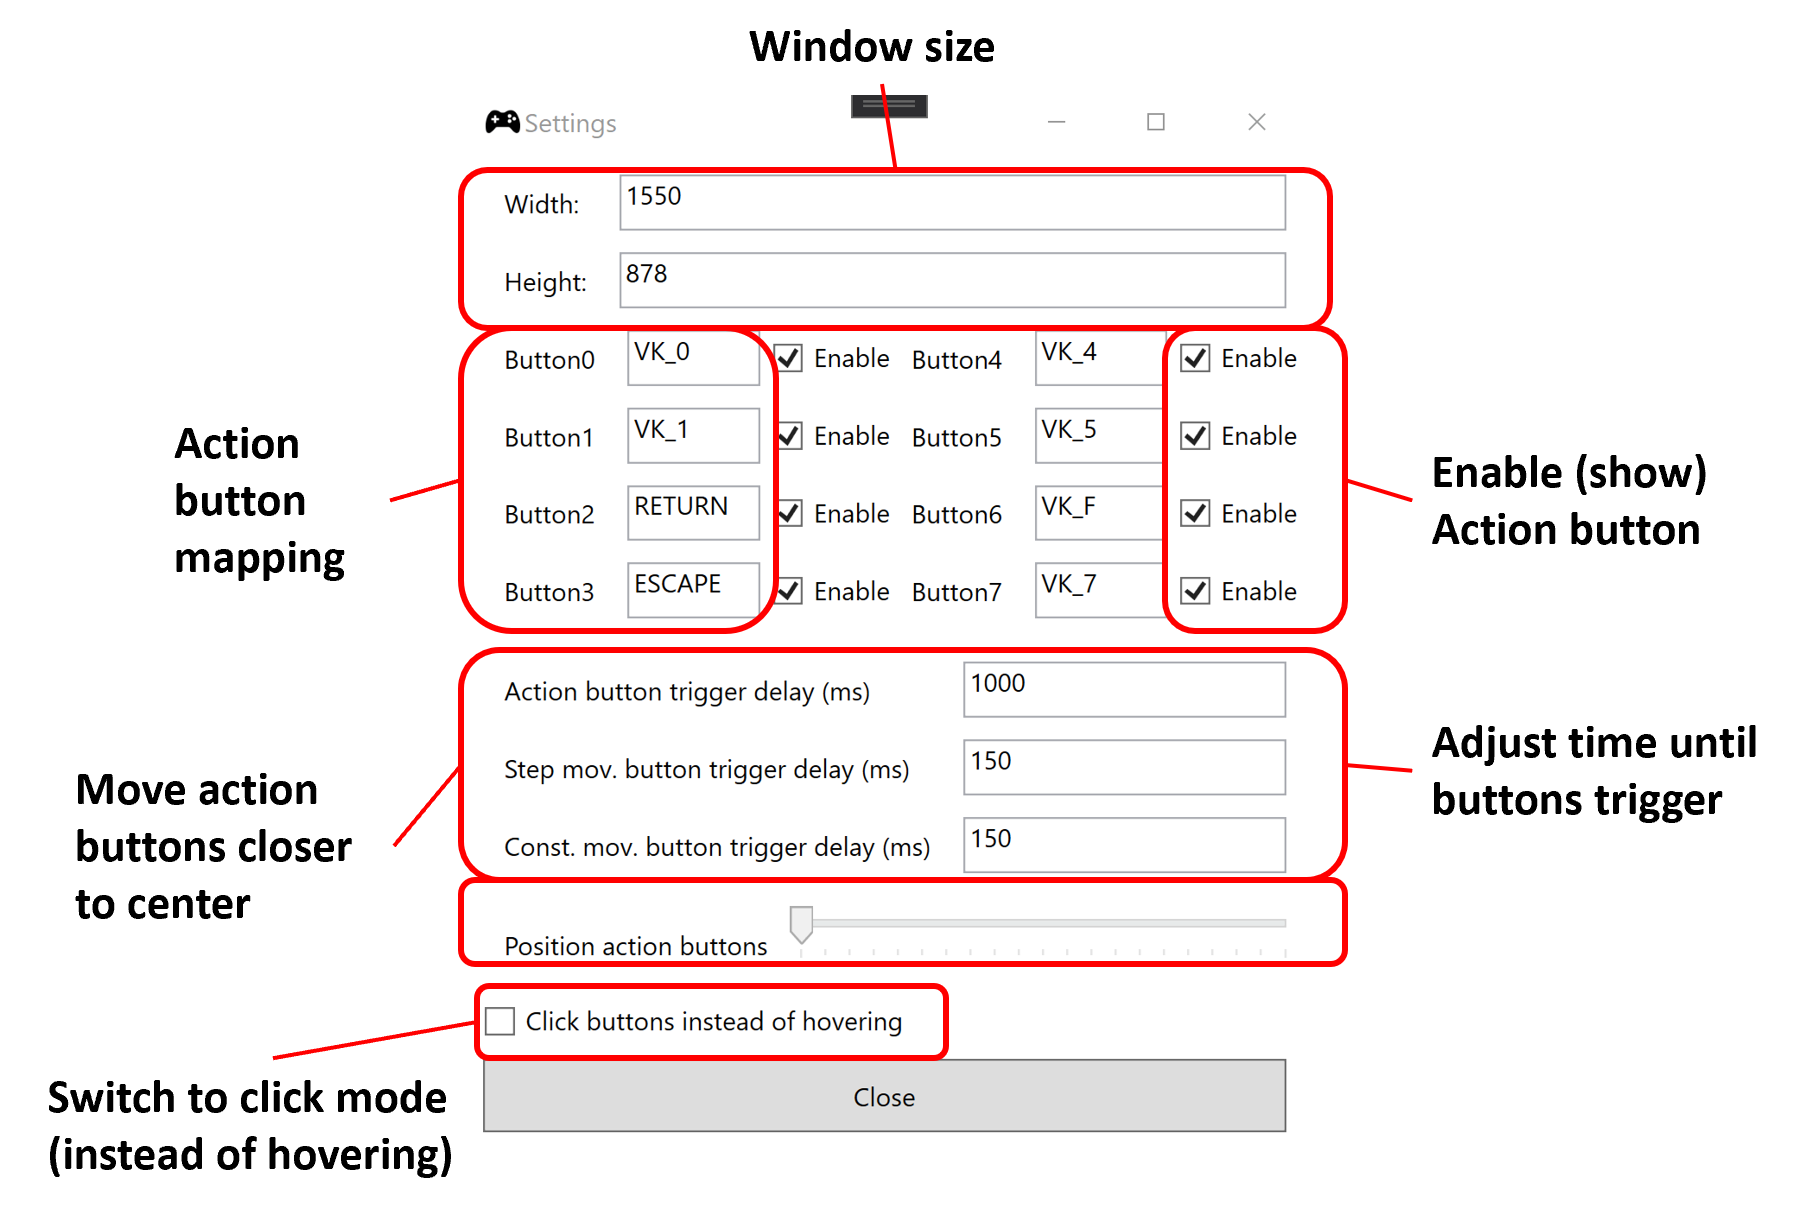 Window size
Settings
Width: 1550
Height: 878
Button0 VK_0 Enable Button4 VK_4 Enable
Button1 VK_1 Enable Button5 VK_5 Enable
Button2 RETURN Enable Button6 VK_F Enable
Button3 ESCAPE Enable Button7 VK_7 Enable
Action
button
mapping
Enable (show)
Action button
Action button trigger delay (ms) 1000
Step mov. button trigger delay (ms) 150
Const. mov. button trigger delay (ms) 150
Adjust time until
buttons trigger
Move action
buttons closer
to center
Position action buttons
Click buttons instead of hovering
Switch to click mode
(instead of hovering)
Close